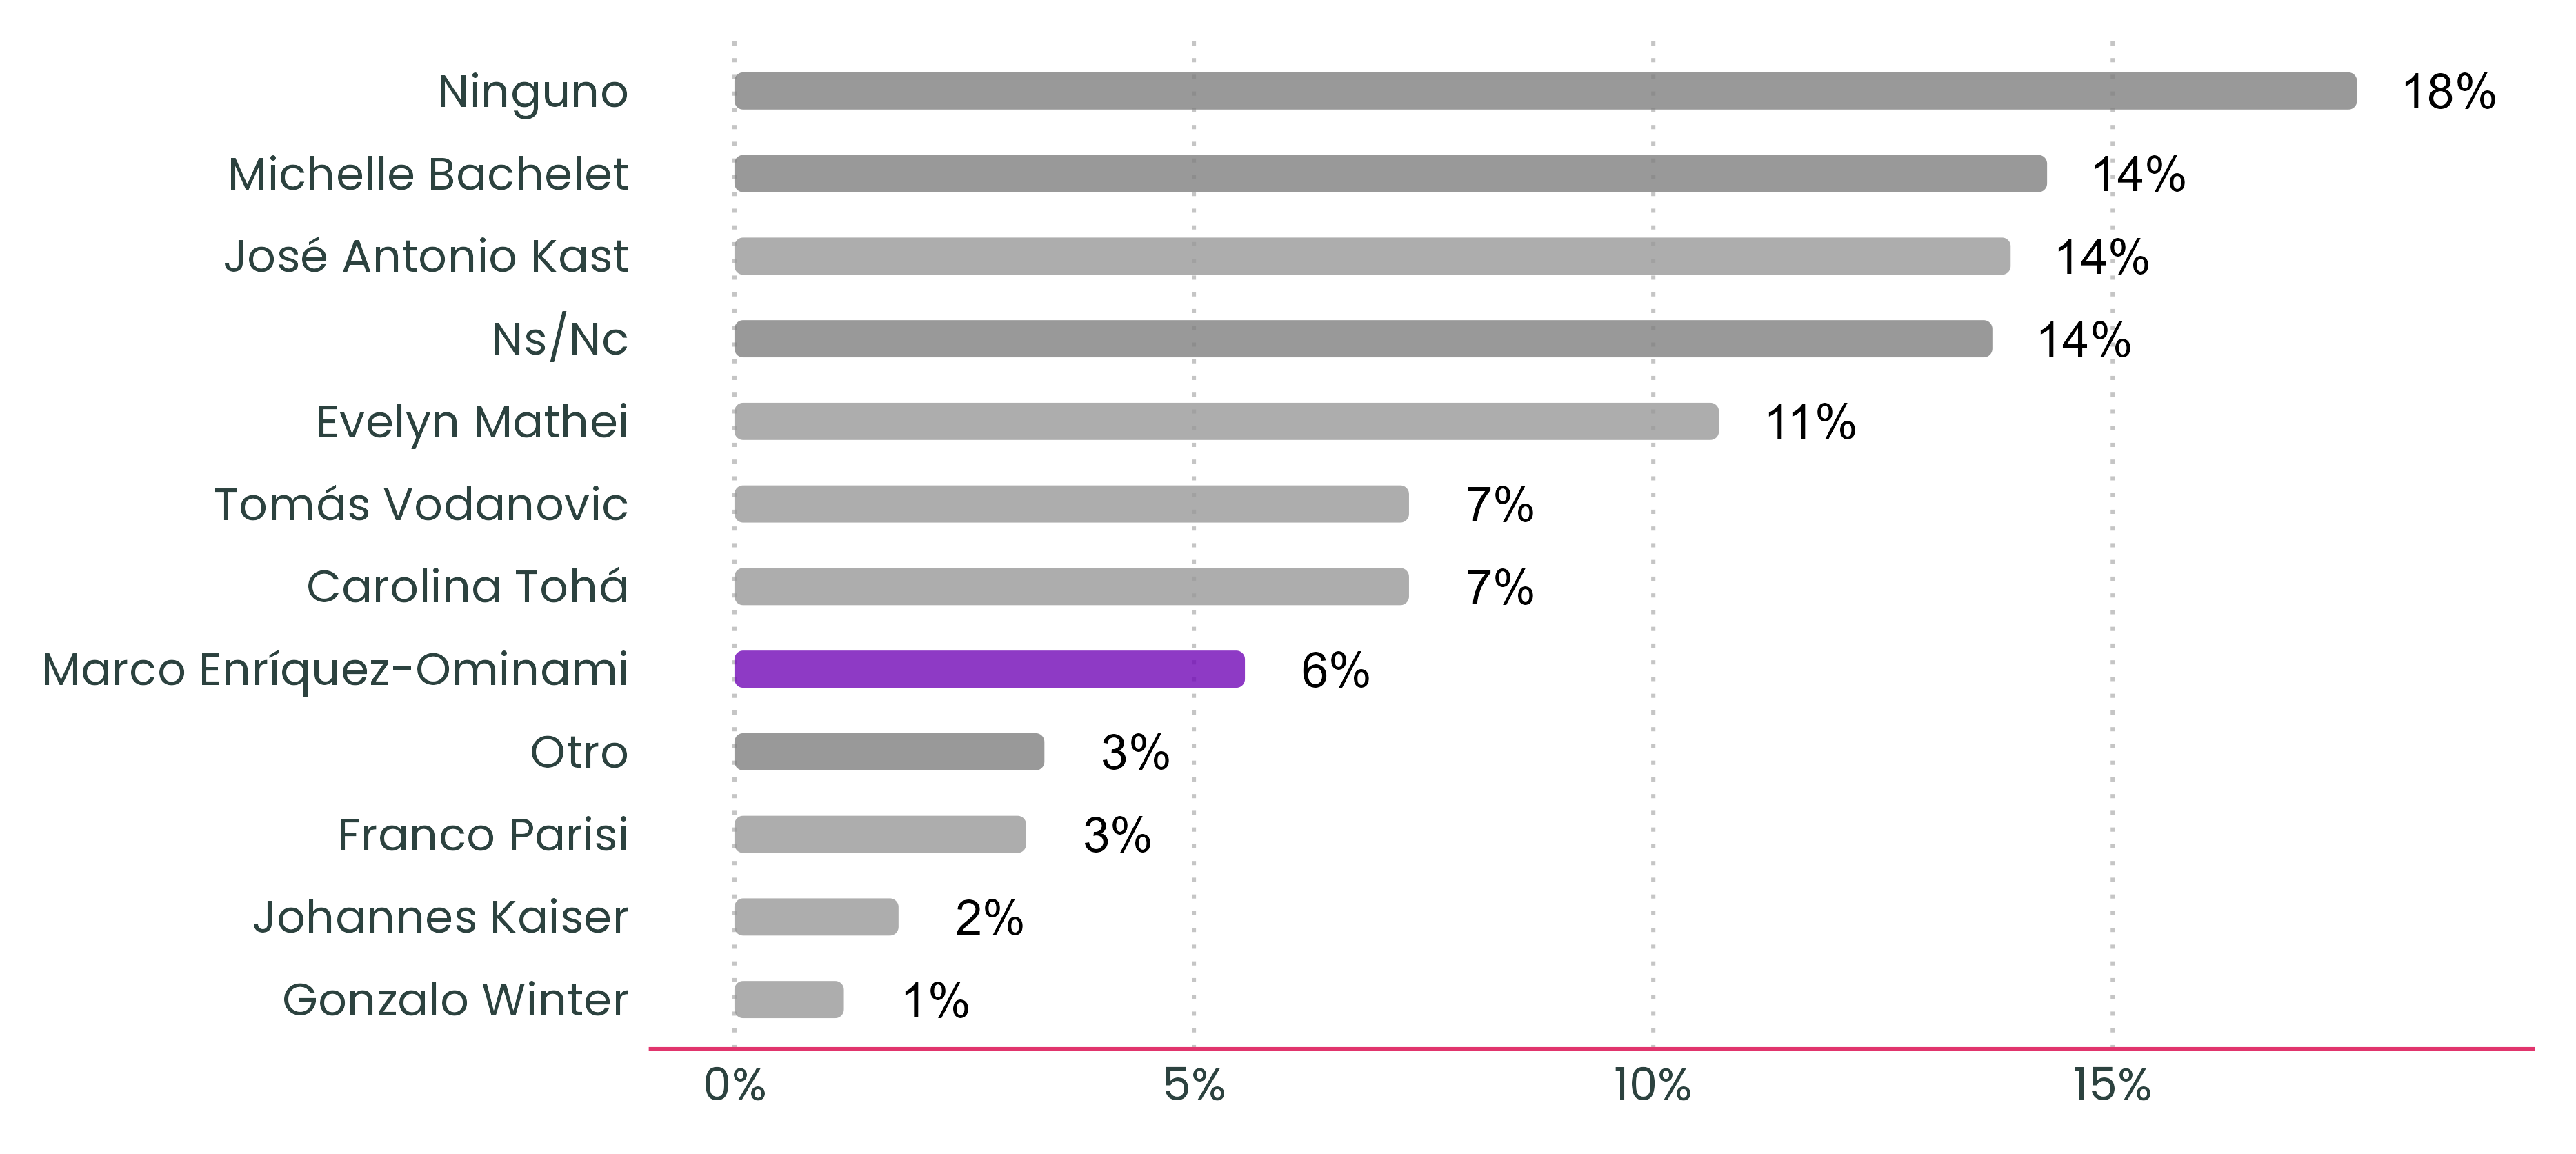 Ninguno 18%
Michelle Bachelet 14%
José Antonio Kast 14%
Ns/Nc 14%
Evelyn Mathei 11%
Tomás Vodanovic 7%
Carolina Tohá 7%
Marco Enríquez-Ominami 6%
Otro 3%
Franco Parisi 3%
Johannes Kaiser 2%
Gonzalo Winter 1%
0% 5% 10% 15%